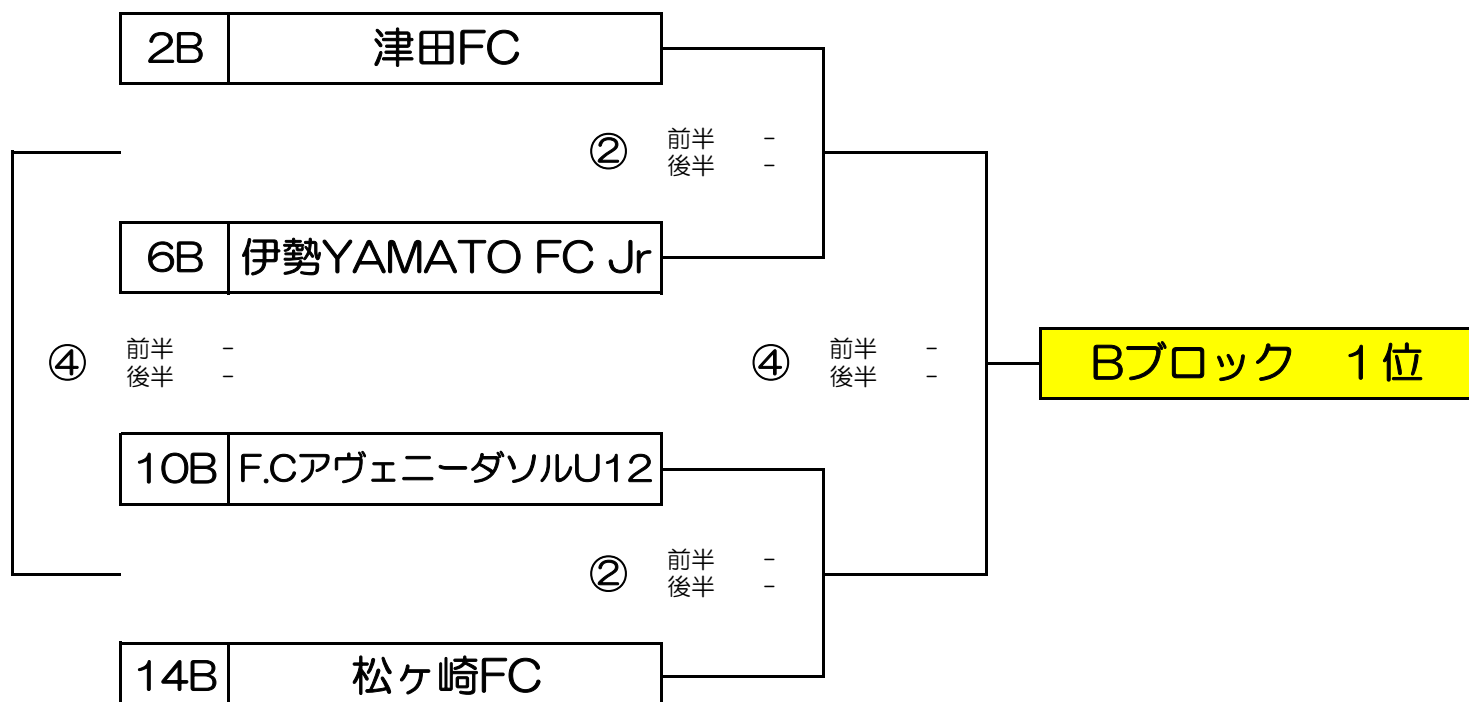 2B 津田FC
② 前半 -
後半 -
6B 伊勢YAMATO FC Jr
④ 前半 -
後半 -
④ 前半 -
後半 -
Bブロック　１位
10B F.CアヴェニーダソルU12
② 前半 -
後半 -
14B 松ヶ崎FC